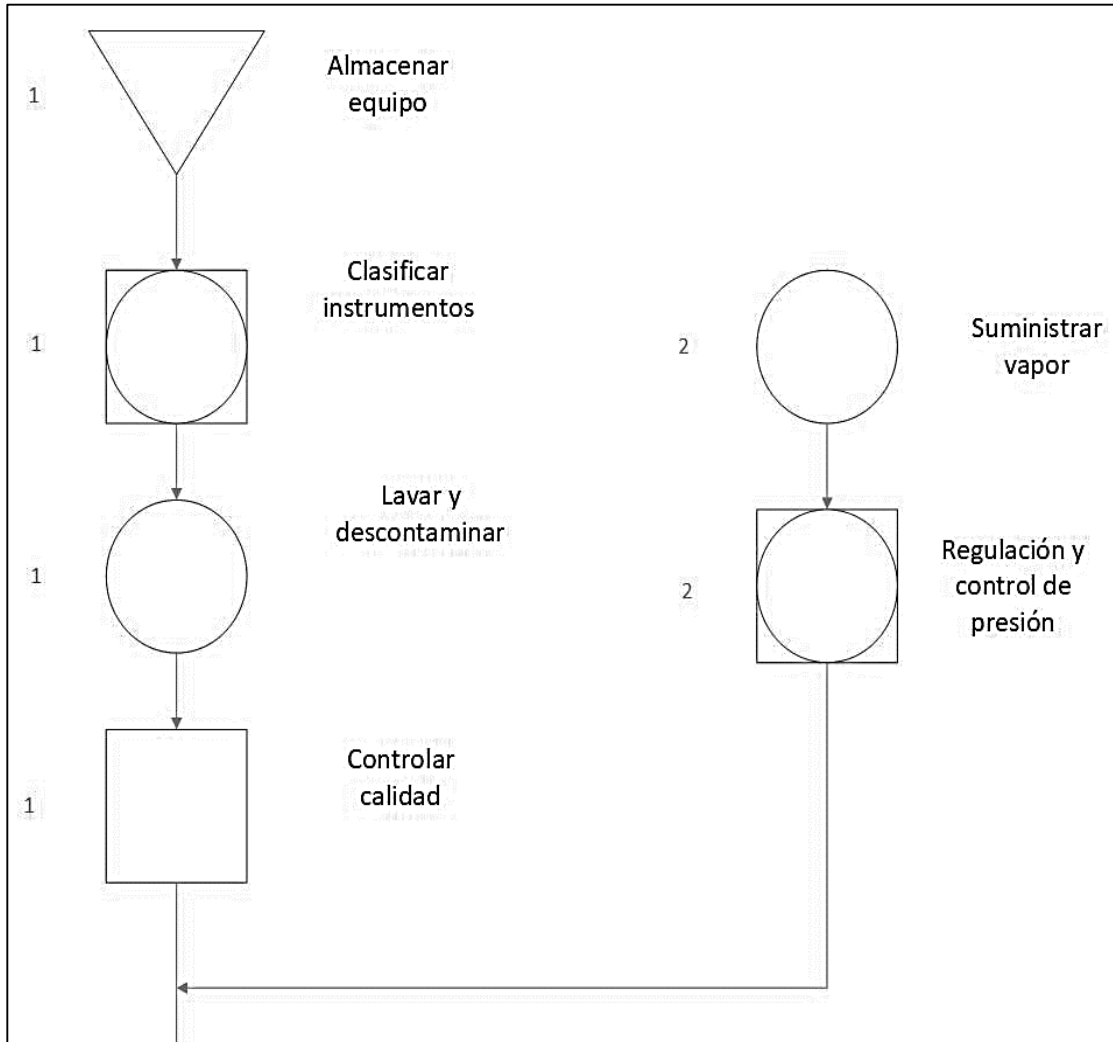 1
Almacenar
equipo
1
Clasificar
instrumentos
2
Suministrar
vapor
1
Lavar y
descontaminar
2
Regulación y
control de
presión
1
Controlar
calidad